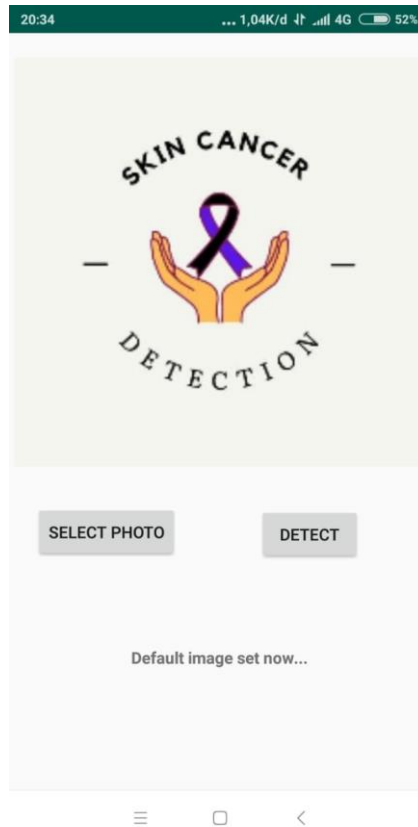 20:34 ... 1,04K/d 4G 52%
SKIN CANCER
DETECTION
SELECT PHOTO DETECT
Default image set now...